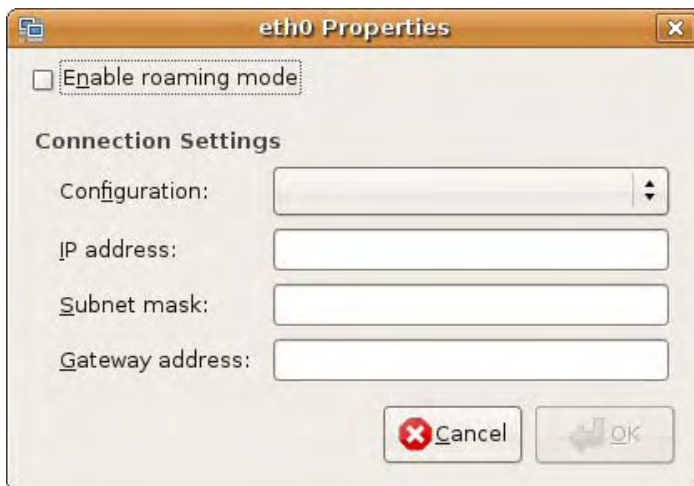 eth0 Properties
Enable roaming mode
Connection Settings
Configuration:
IP address:
Subnet mask:
Gateway address:
Cancel
OK